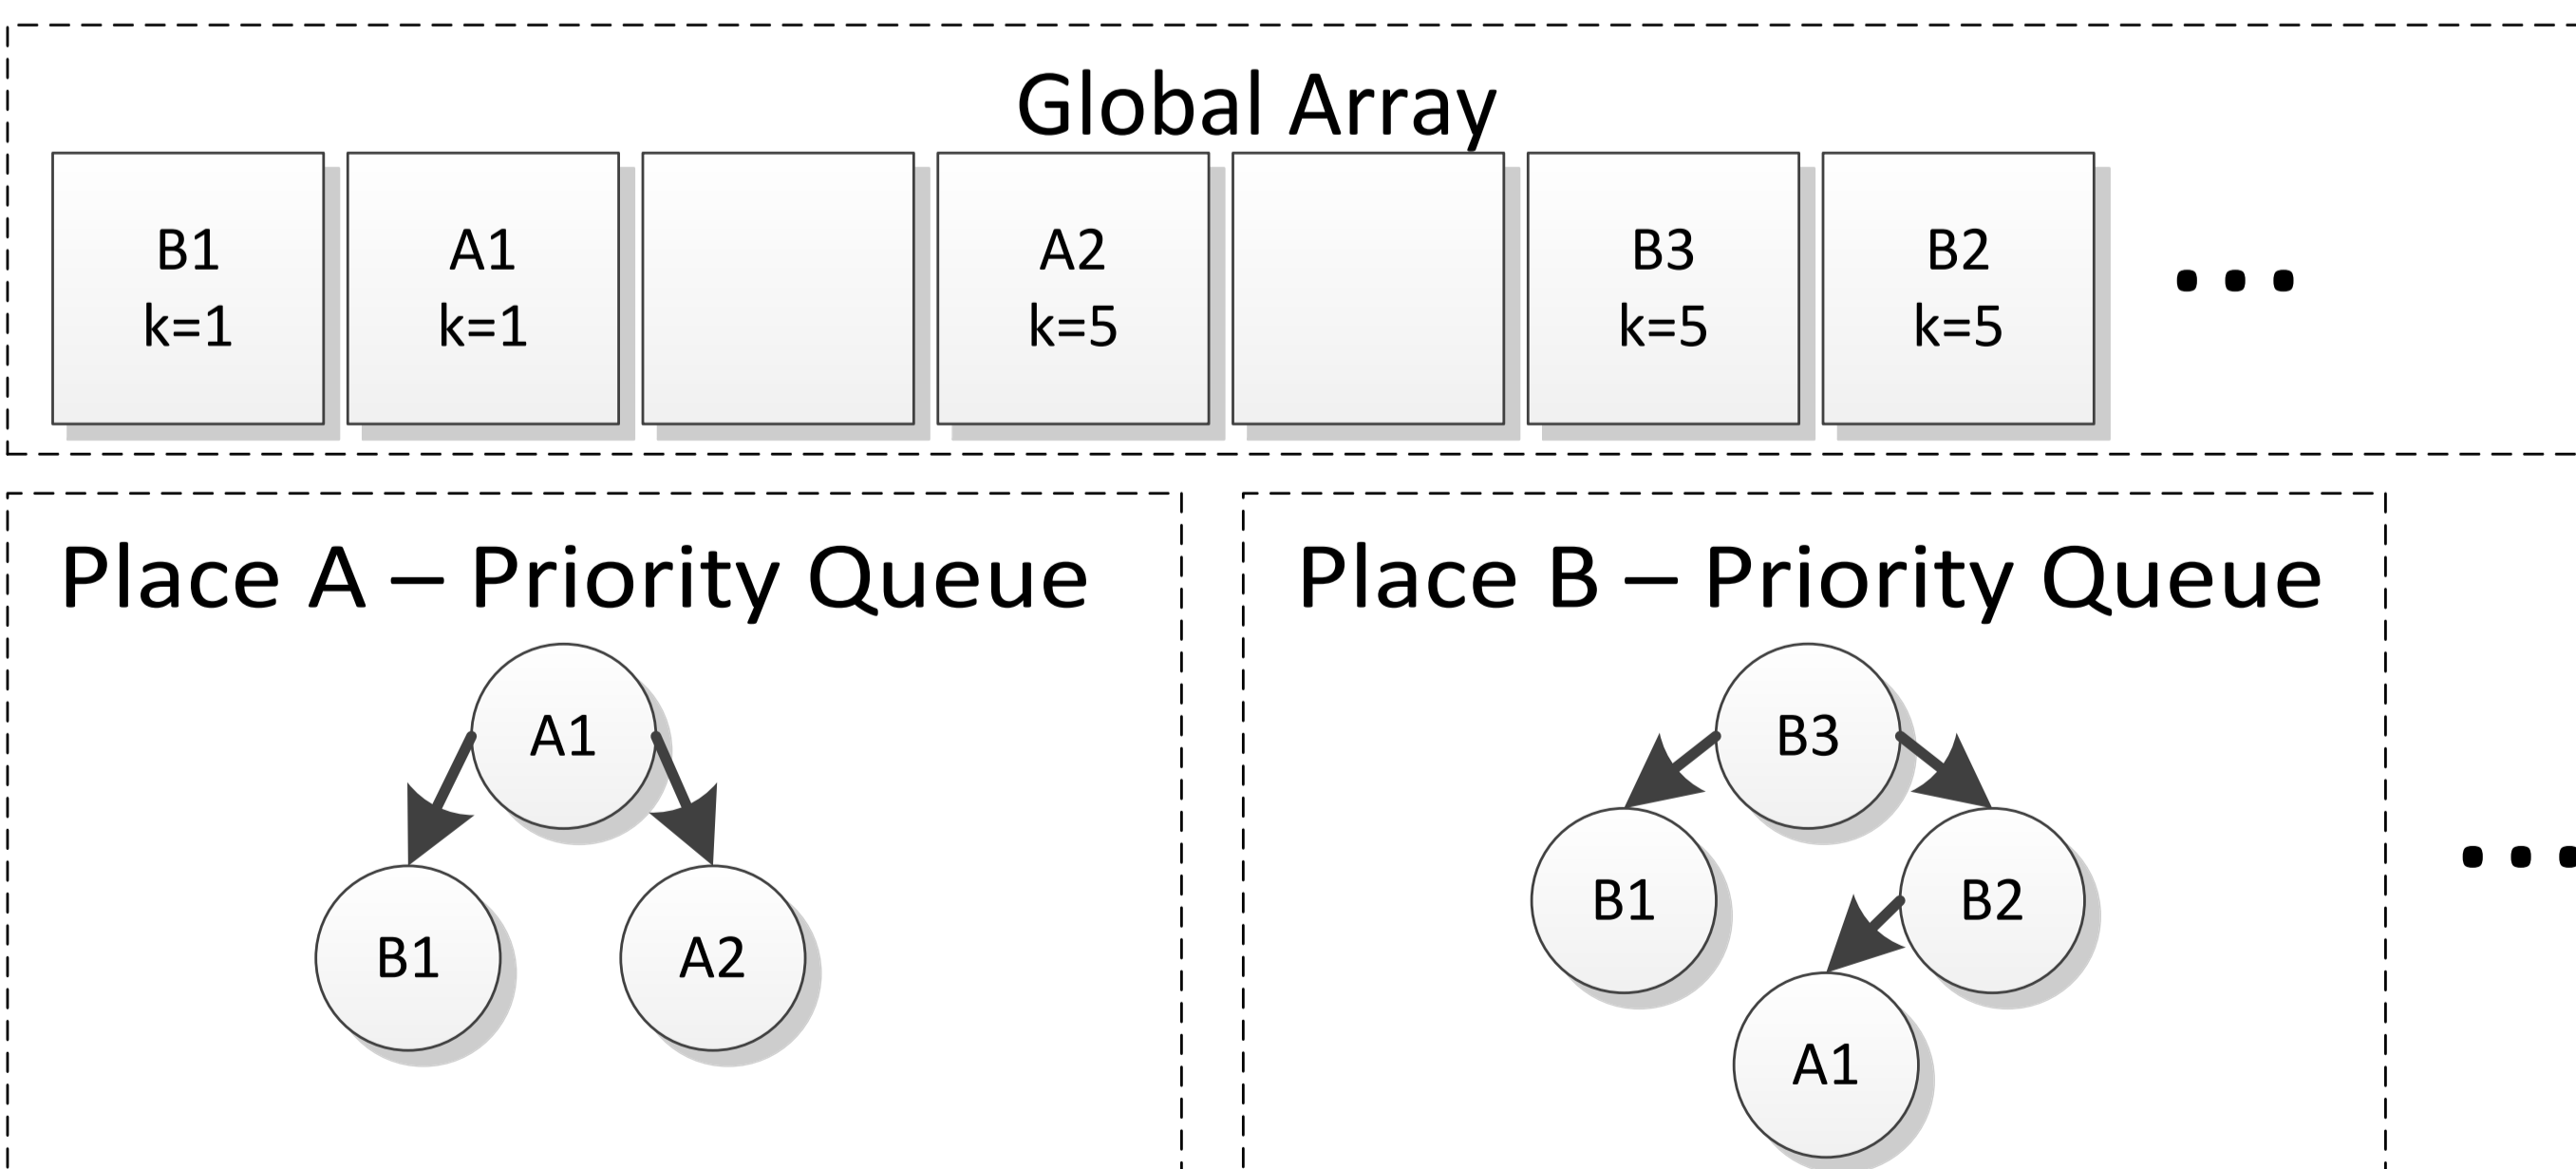 Global Array
B1
k=1
A1
k=1
A2
k=5
B3
k=5
B2
k=5
...
Place A – Priority Queue
A1
B1
A2
Place B – Priority Queue
B3
B1
B2
A1
...